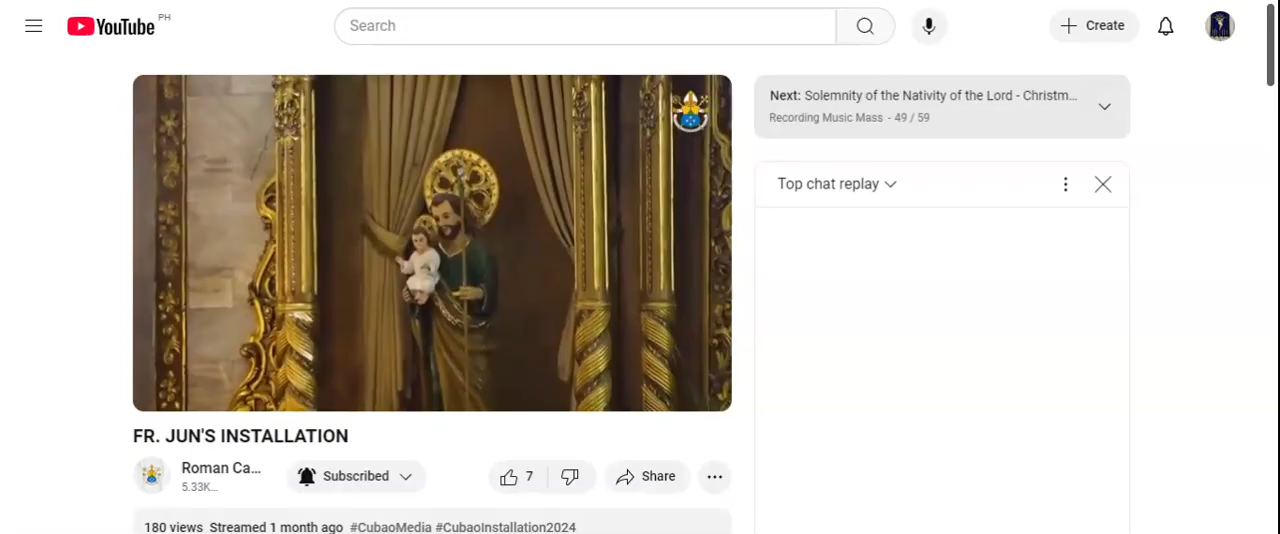 YouTube PH
Search
Create
Next: Solemnity of the Nativity of the Lord - Christm...
Recording Music Mass - 49 / 59
Top chat replay
FR. JUN'S INSTALLATION
Roman Ca...
5.33K...
Subscribed
7
Share
180 views Streamed 1 month ago #CubaoMedia #CubaoInstallation2024